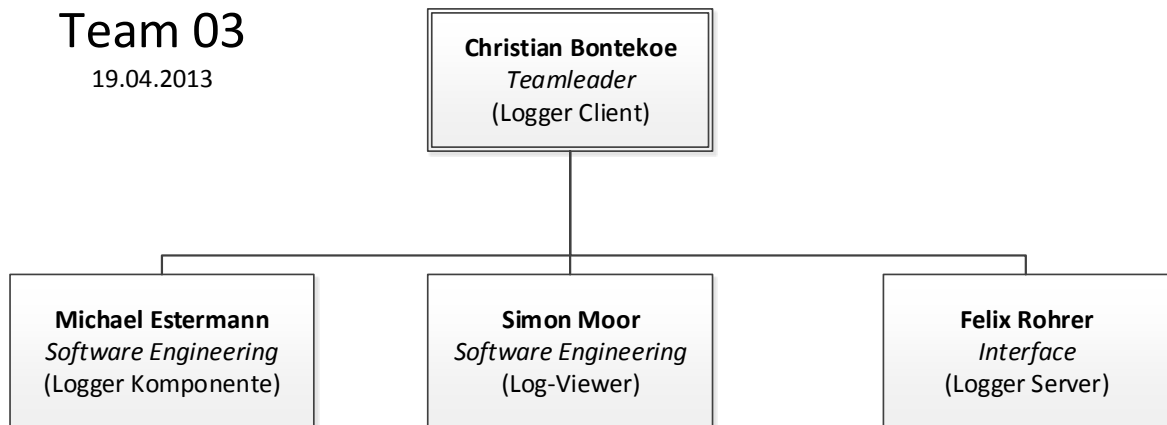 Team 03
19.04.2013
Christian Bontekoe
Teamleader
(Logger Client)
Michael Estermann
Software Engineering
(Logger Komponente)
Simon Moor
Software Engineering
(Log-Viewer)
Felix Rohrer
Interface
(Logger Server)